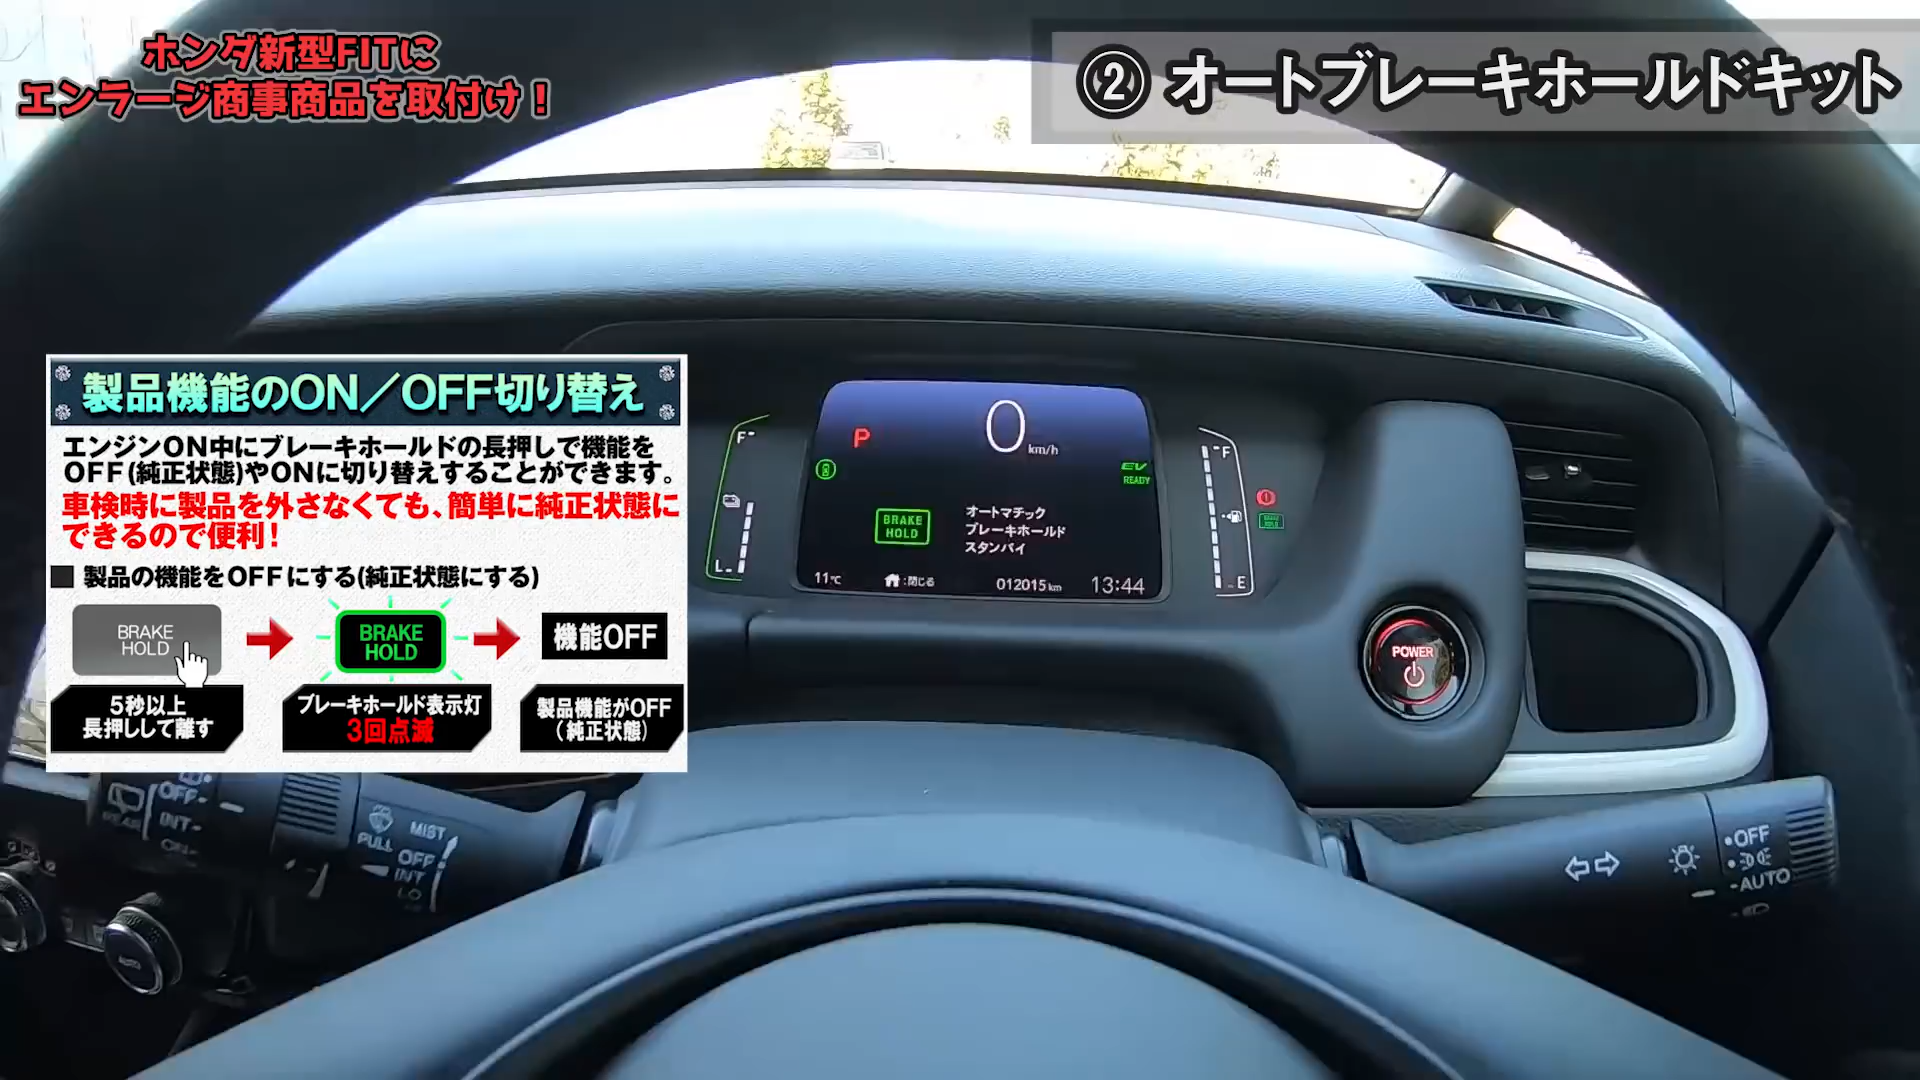 ホンダ新型FITに
エンラージ商事商品を取付け！
② オートブレーキホールドキット
製品機能のON／OFF切り替え
エンジンON中にブレーキホールドの長押しで機能を
OFF(純正状態)やONに切り替えすることができます。
車検時に製品を外さなくても、簡単に純正状態に
できるので便利！
■ 製品の機能をOFFにする(純正状態にする)
BRAKE
HOLD
BRAKE
HOLD
機能OFF
5秒以上
長押しして離す
ブレーキホールド表示灯
3回点滅
製品機能がOFF
(純正状態)
F
L
P
0 km/h
EV
READY
BRAKE
HOLD
オートマチック
ブレーキホールド
スタンバイ
11℃
:閉じる
012015 km
13:44
F
E
POWER
REAR
OFF
INT
ON
PULL
MIST
OFF
INT
LO
AUTO
OFF
AUTO